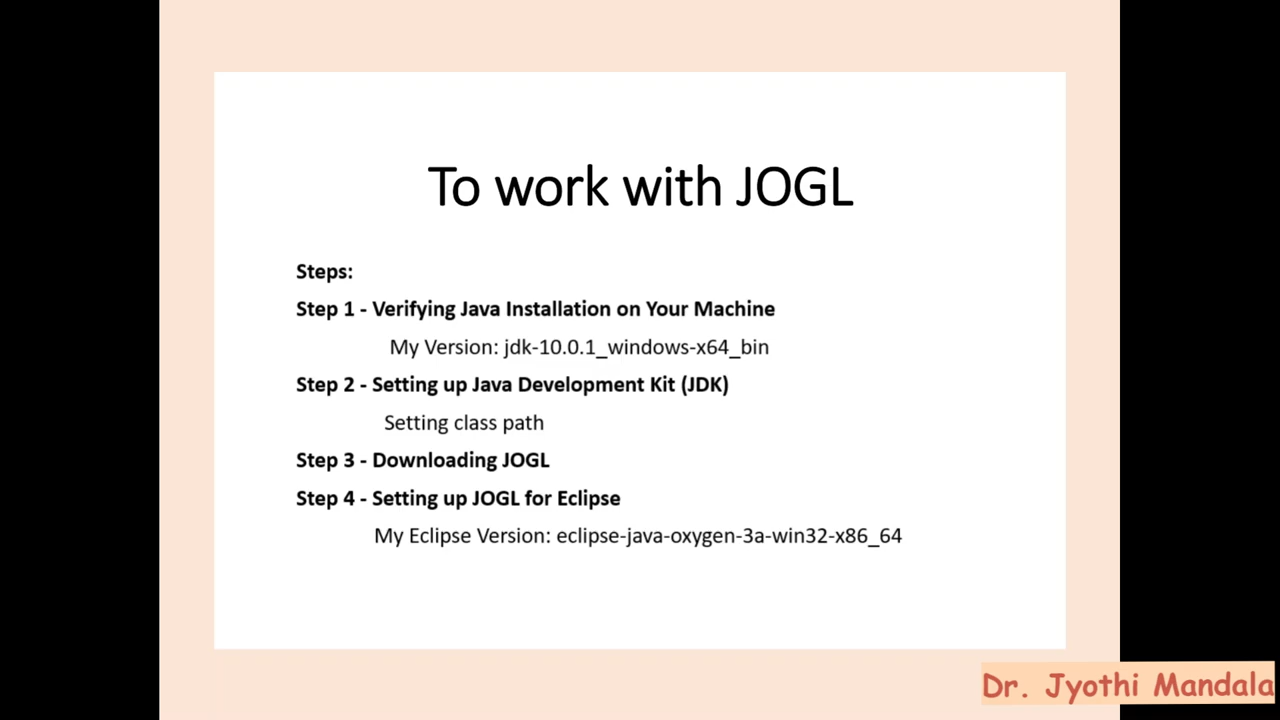 To work with JOGL
Steps:
Step 1 - Verifying Java Installation on Your Machine
My Version: jdk-10.0.1_windows-x64_bin
Step 2 - Setting up Java Development Kit (JDK)
Setting class path
Step 3 - Downloading JOGL
Step 4 - Setting up JOGL for Eclipse
My Eclipse Version: eclipse-java-oxygen-3a-win32-x86_64
Dr. Jyothi Mandala